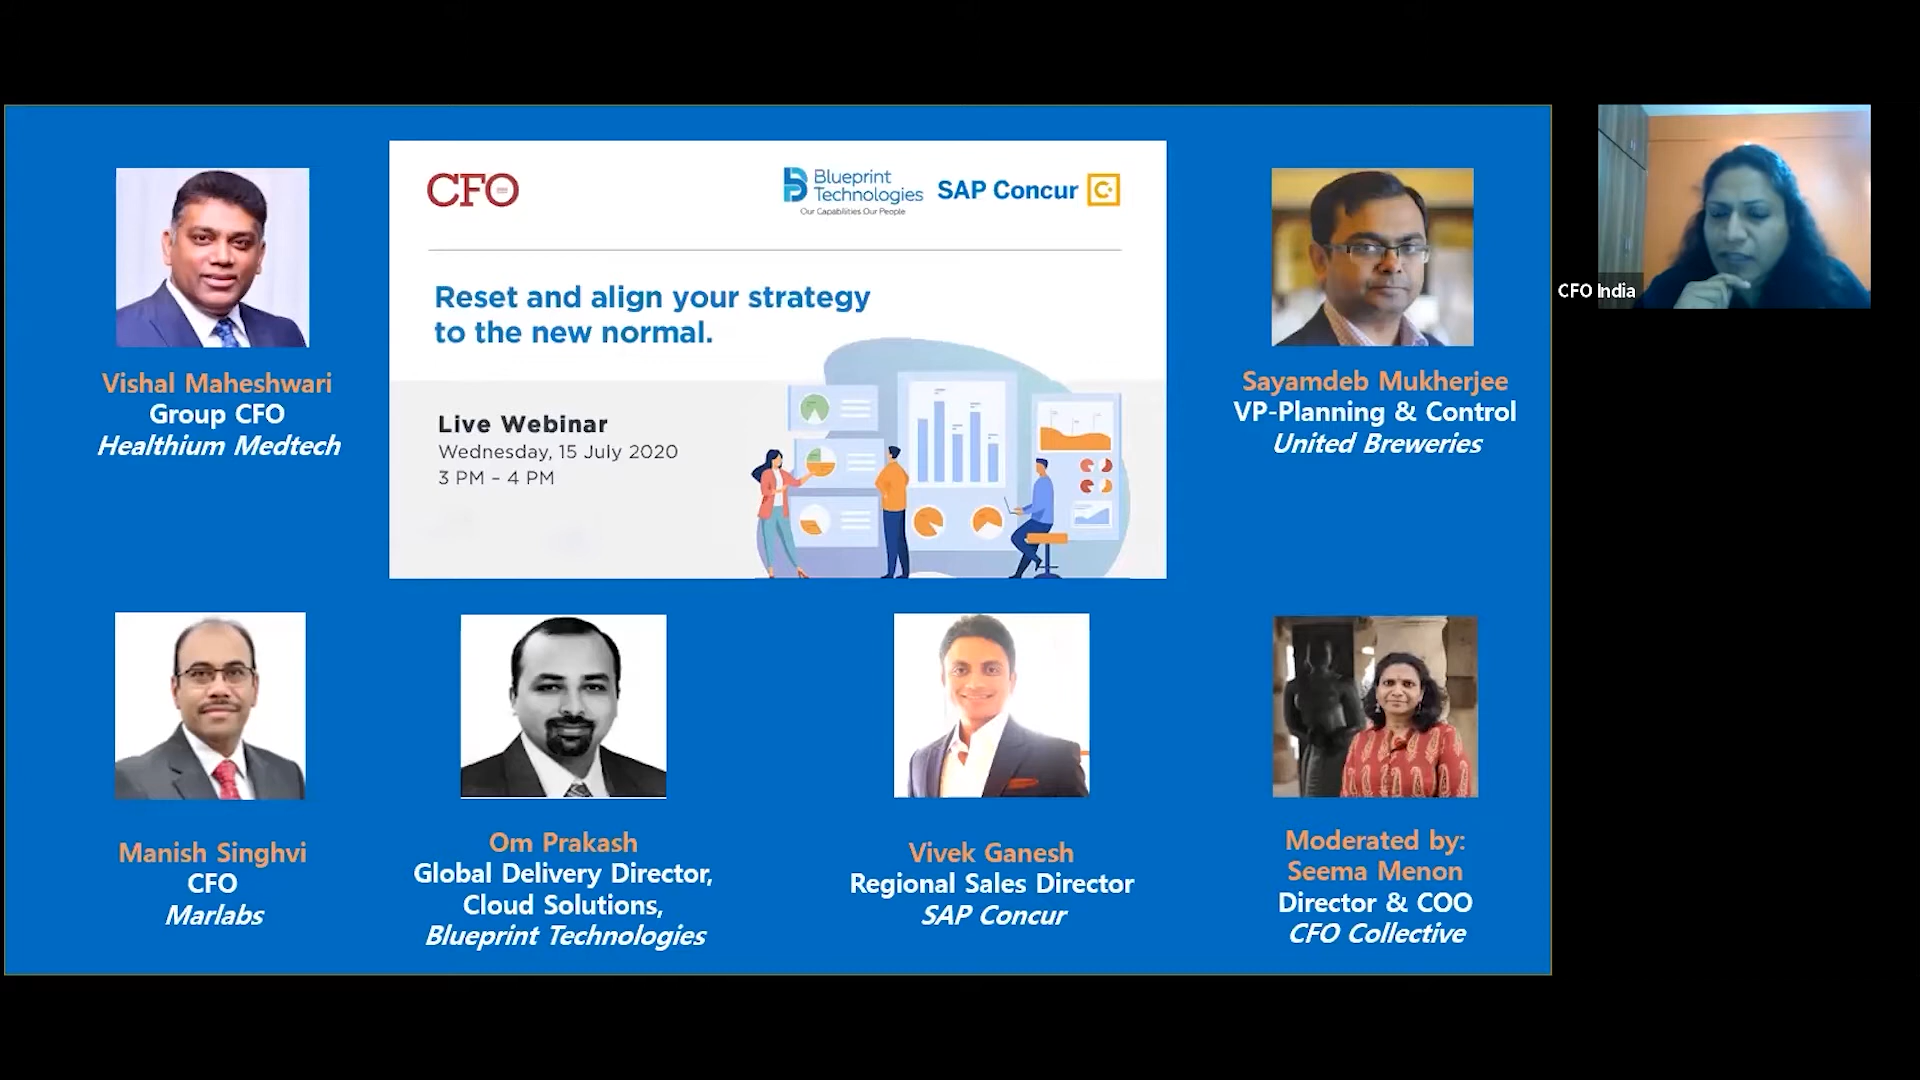 CFO
Blueprint
Technologies
Our Capabilities Our People
SAP Concur C
Reset and align your strategy
to the new normal.
Live Webinar
Wednesday, 15 July 2020
3 PM – 4 PM
Vishal Maheshwari
Group CFO
Healthium Medtech
Sayamdeb Mukherjee
VP-Planning & Control
United Breweries
CFO India
Manish Singhvi
CFO
Marlabs
Om Prakash
Global Delivery Director,
Cloud Solutions,
Blueprint Technologies
Vivek Ganesh
Regional Sales Director
SAP Concur
Moderated by:
Seema Menon
Director & COO
CFO Collective